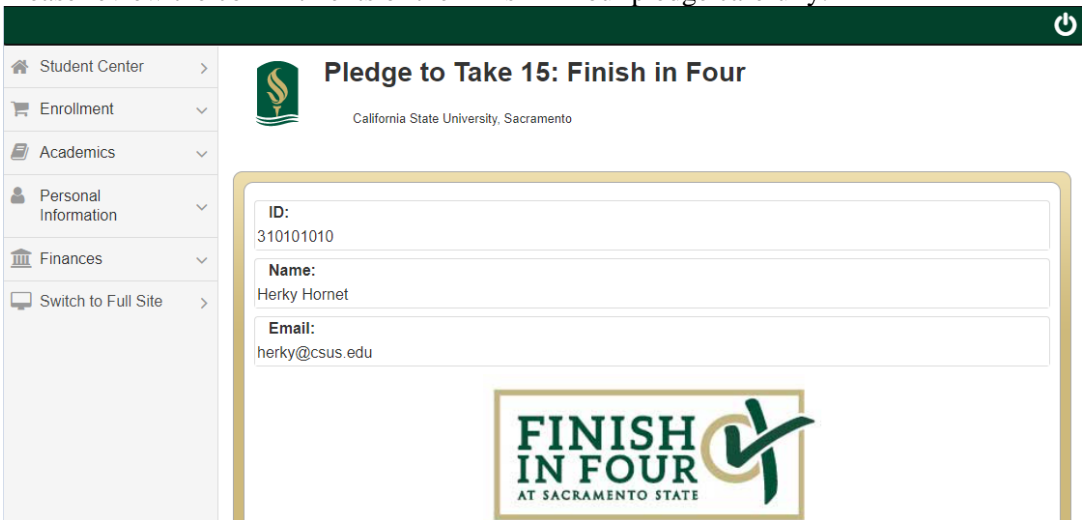 Student Center
Enrollment
Academics
Personal
Information
Finances
Switch to Full Site
Pledge to Take 15: Finish in Four
California State University, Sacramento
ID:
310101010
Name:
Herky Hornet
Email:
herky@csus.edu
FINISH
IN FOUR
AT SACRAMENTO STATE